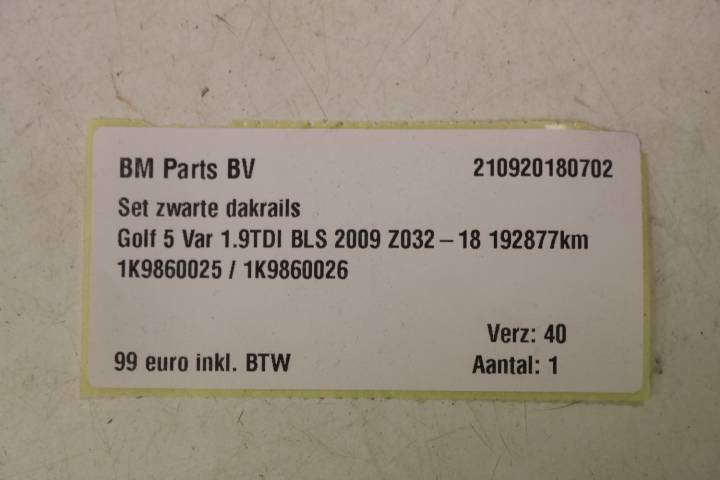 BM Parts BV 210920180702
Set zwarte dakrails
Golf 5 Var 1.9TDI BLS 2009 Z032 – 18 192877km
1K9860025 / 1K9860026
Verz: 40
99 euro inkl. BTW Aantal: 1